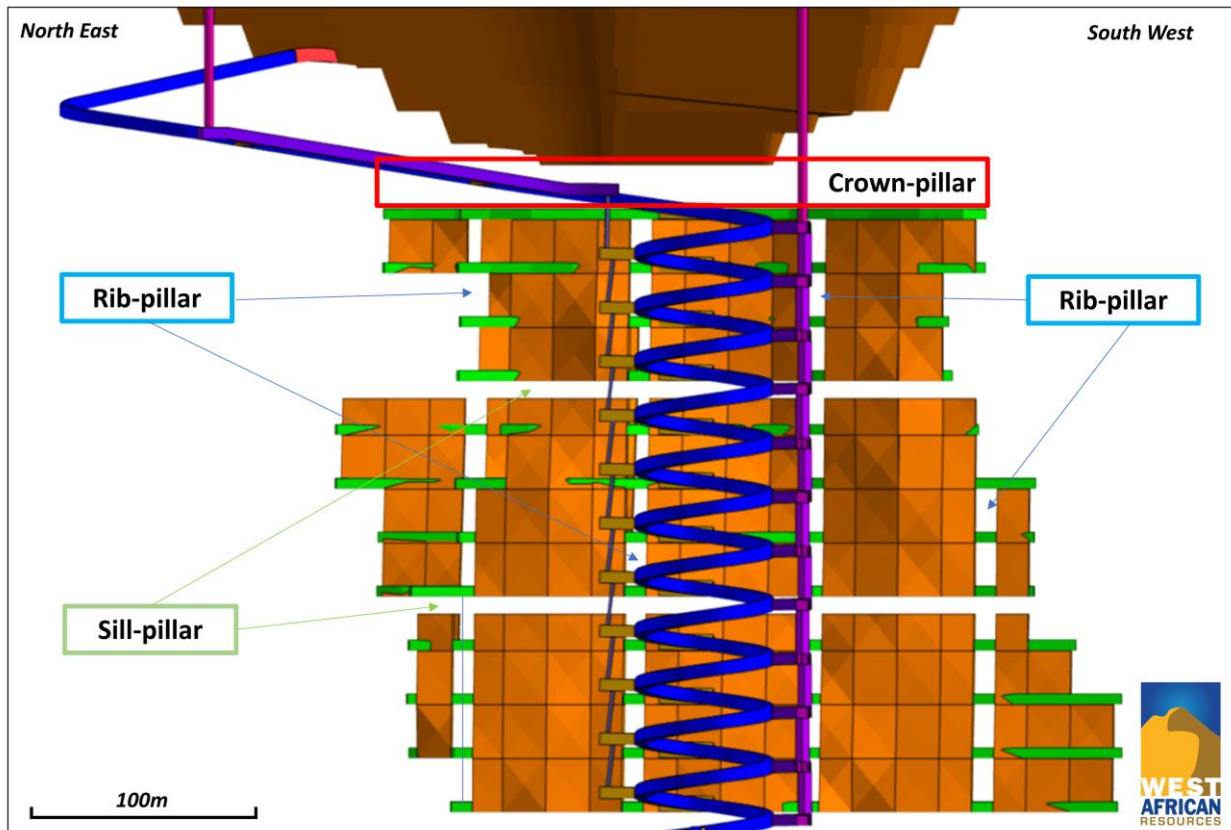 North East
South West
Crown-pillar
Rib-pillar
Rib-pillar
Sill-pillar
100m
WEST
AFRICAN
RESOURCES